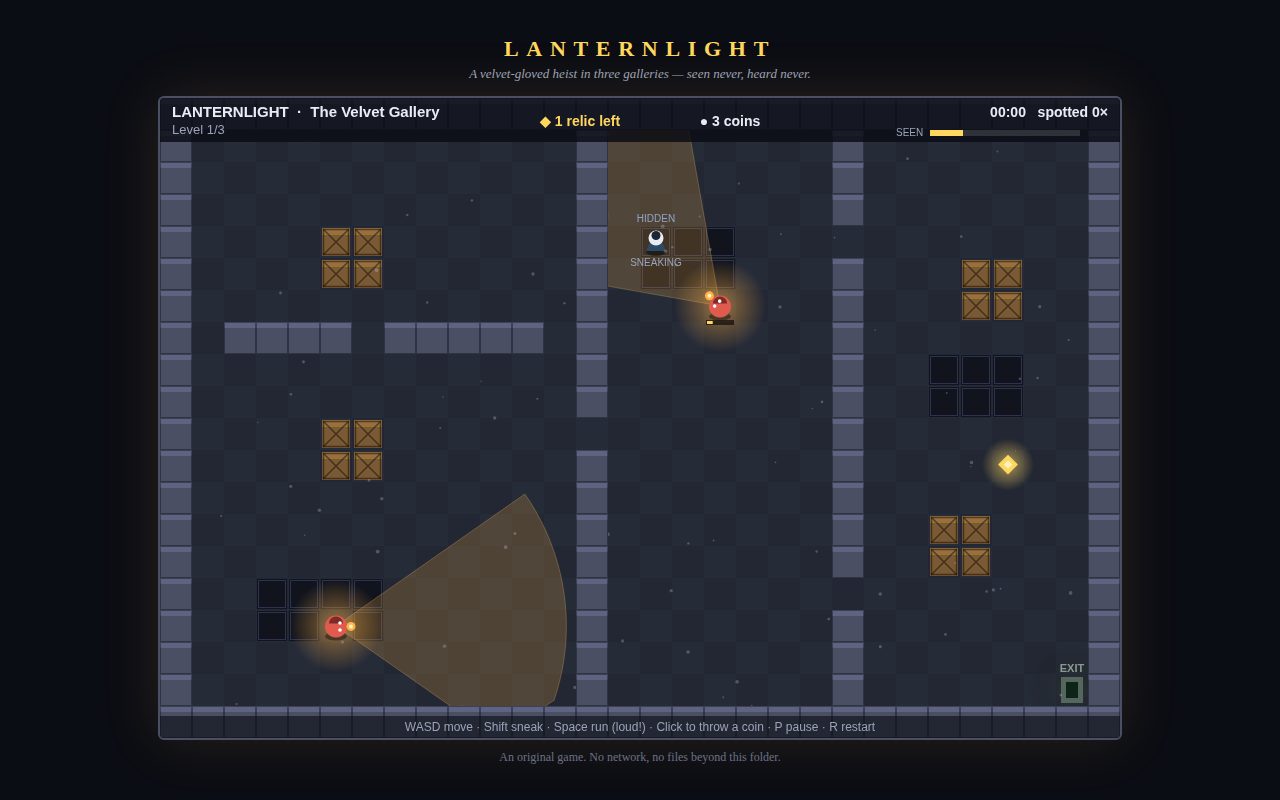 LANTERNLIGHT
A velvet-gloved heist in three galleries — seen never, heard never.
LANTERNLIGHT · The Velvet Gallery
Level 1/3
◆ 1 relic left
● 3 coins
00:00 spotted 0×
SEEN
HIDDEN
SNEAKING
EXIT
WASD move · Shift sneak · Space run (loud!) · Click to throw a coin · P pause · R restart
An original game. No network, no files beyond this folder.